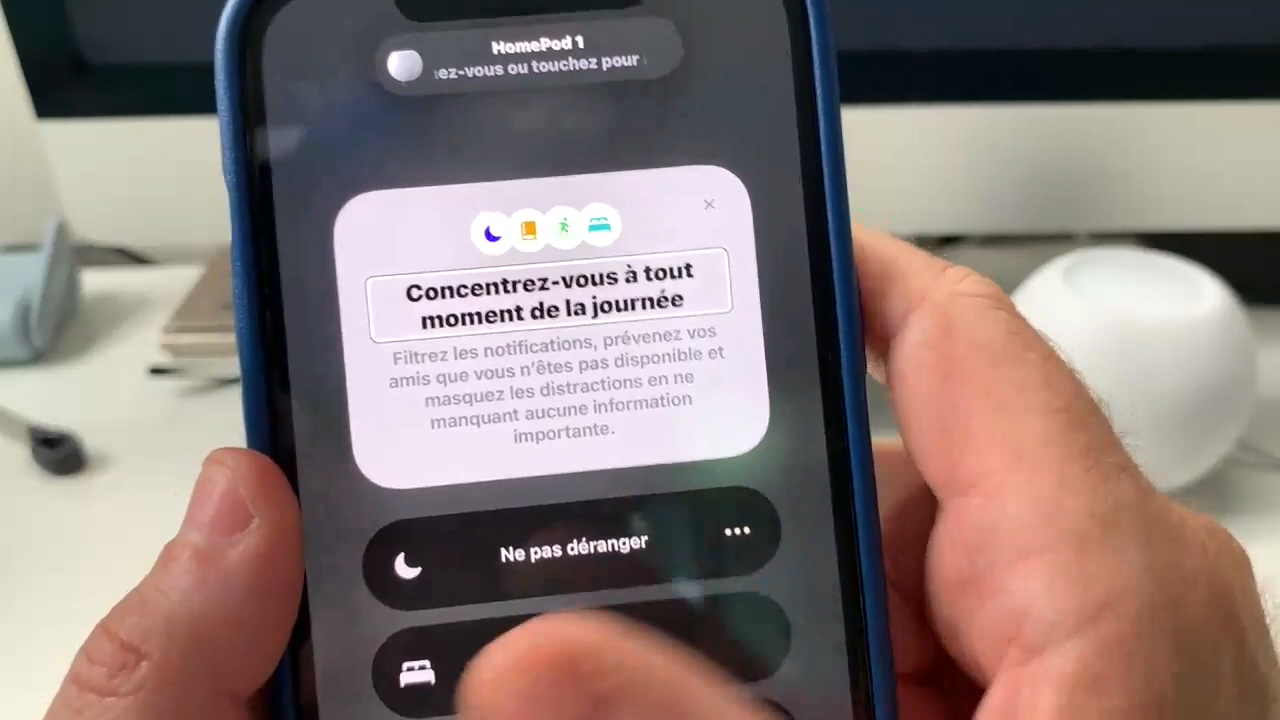 HomePod 1
ez-vous ou touchez pour
Concentrez-vous à tout
moment de la journée
Filtrez les notifications, prévenez vos
amis que vous n'êtes pas disponible et
masquez les distractions en ne
manquant aucune information
importante.
Ne pas déranger